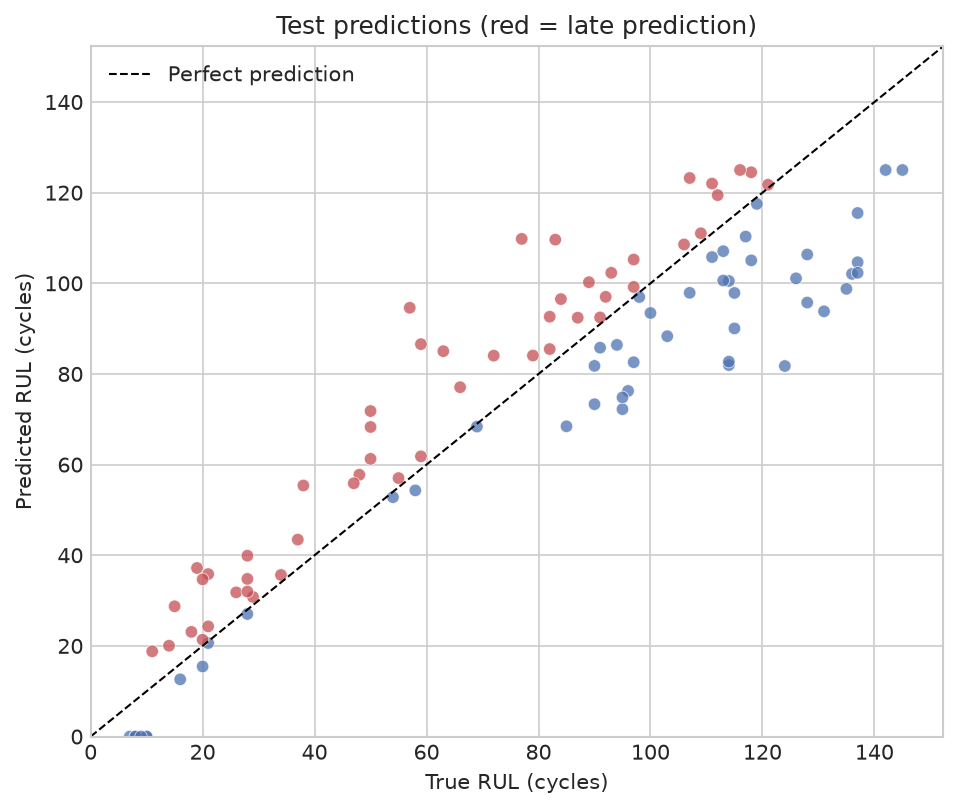 Test predictions (red = late prediction)
Perfect prediction
140
120
100
80
60
40
20
0
Predicted RUL (cycles)
0 20 40 60 80 100 120 140
True RUL (cycles)